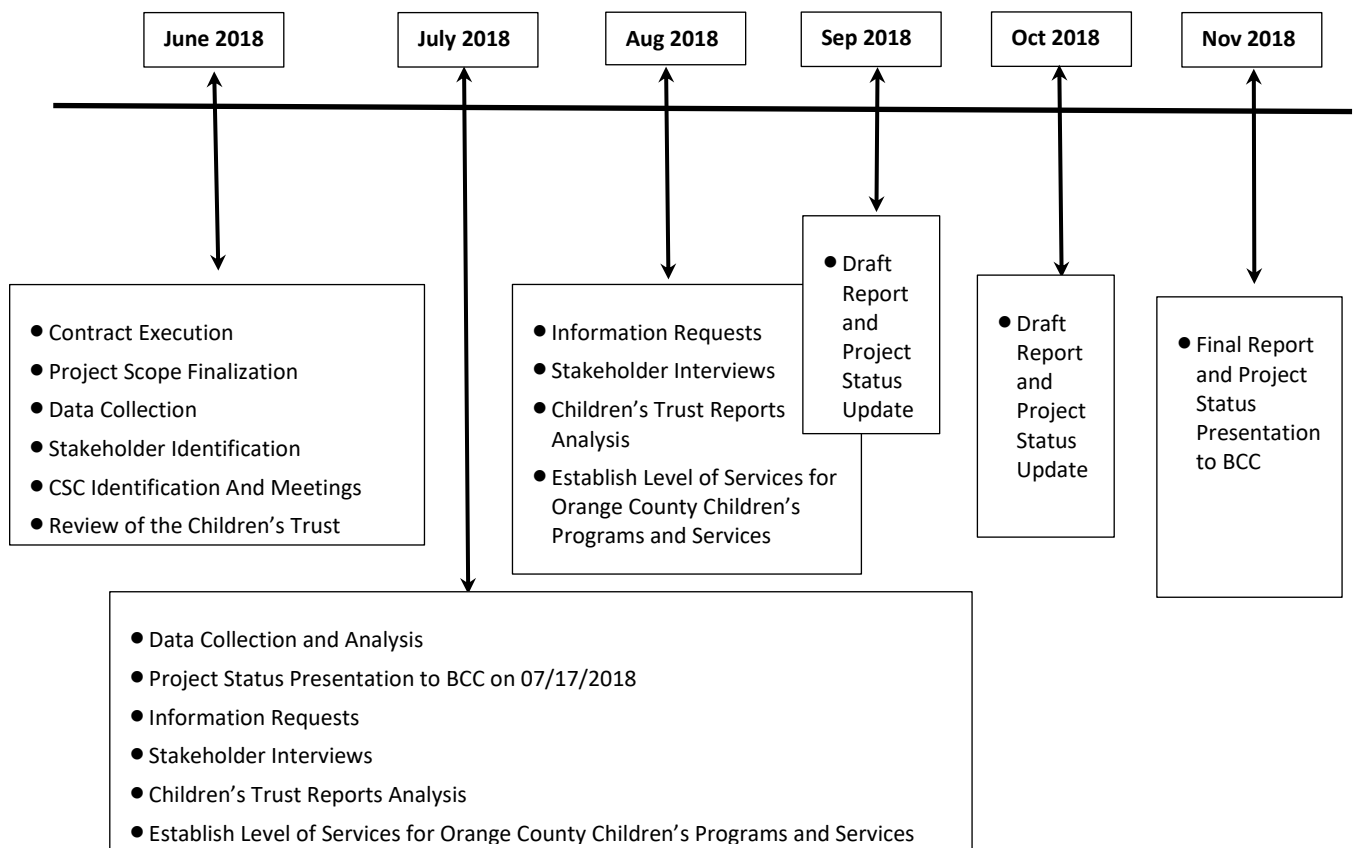 June 2018
July 2018
Aug 2018
Sep 2018
Oct 2018
Nov 2018
● Contract Execution
● Project Scope Finalization
● Data Collection
● Stakeholder Identification
● CSC Identification And Meetings
● Review of the Children’s Trust
● Data Collection and Analysis
● Project Status Presentation to BCC on 07/17/2018
● Information Requests
● Stakeholder Interviews
● Children’s Trust Reports Analysis
● Establish Level of Services for Orange County Children’s Programs and Services
● Information Requests
● Stakeholder Interviews
● Children’s Trust Reports
Analysis
● Establish Level of Services for
Orange County Children’s
Programs and Services
● Draft
Report
and
Project
Status
Update
● Draft
Report
and
Project
Status
Update
● Final Report
and Project
Status
Presentation
to BCC